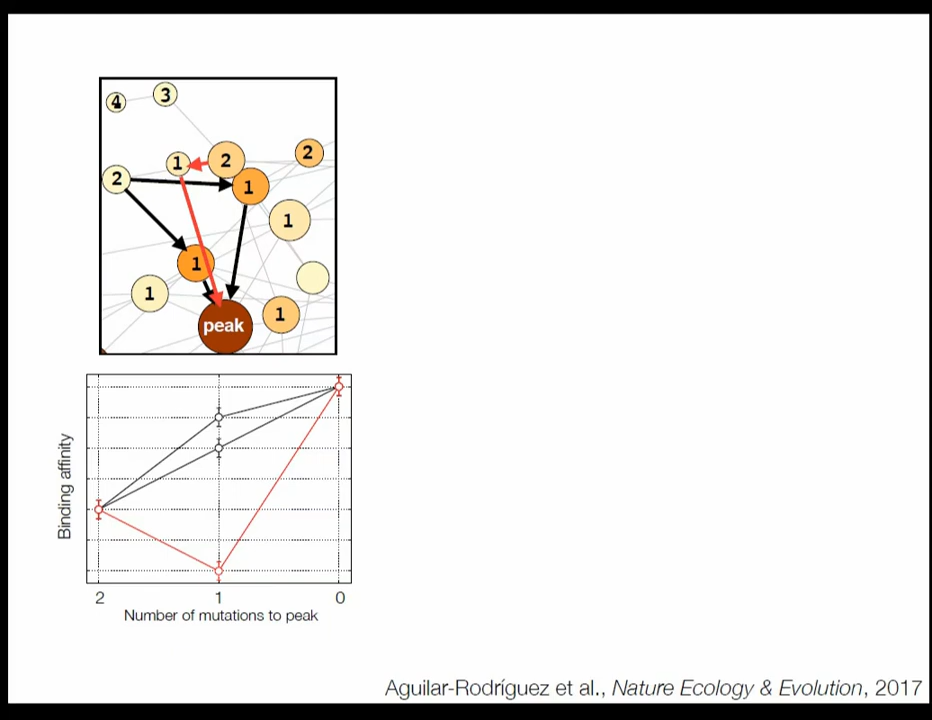 4 3
1 2 2
2 1
1
1
1 1
peak
Binding affinity
2 1 0
Number of mutations to peak
Aguilar-Rodríguez et al., Nature Ecology & Evolution, 2017